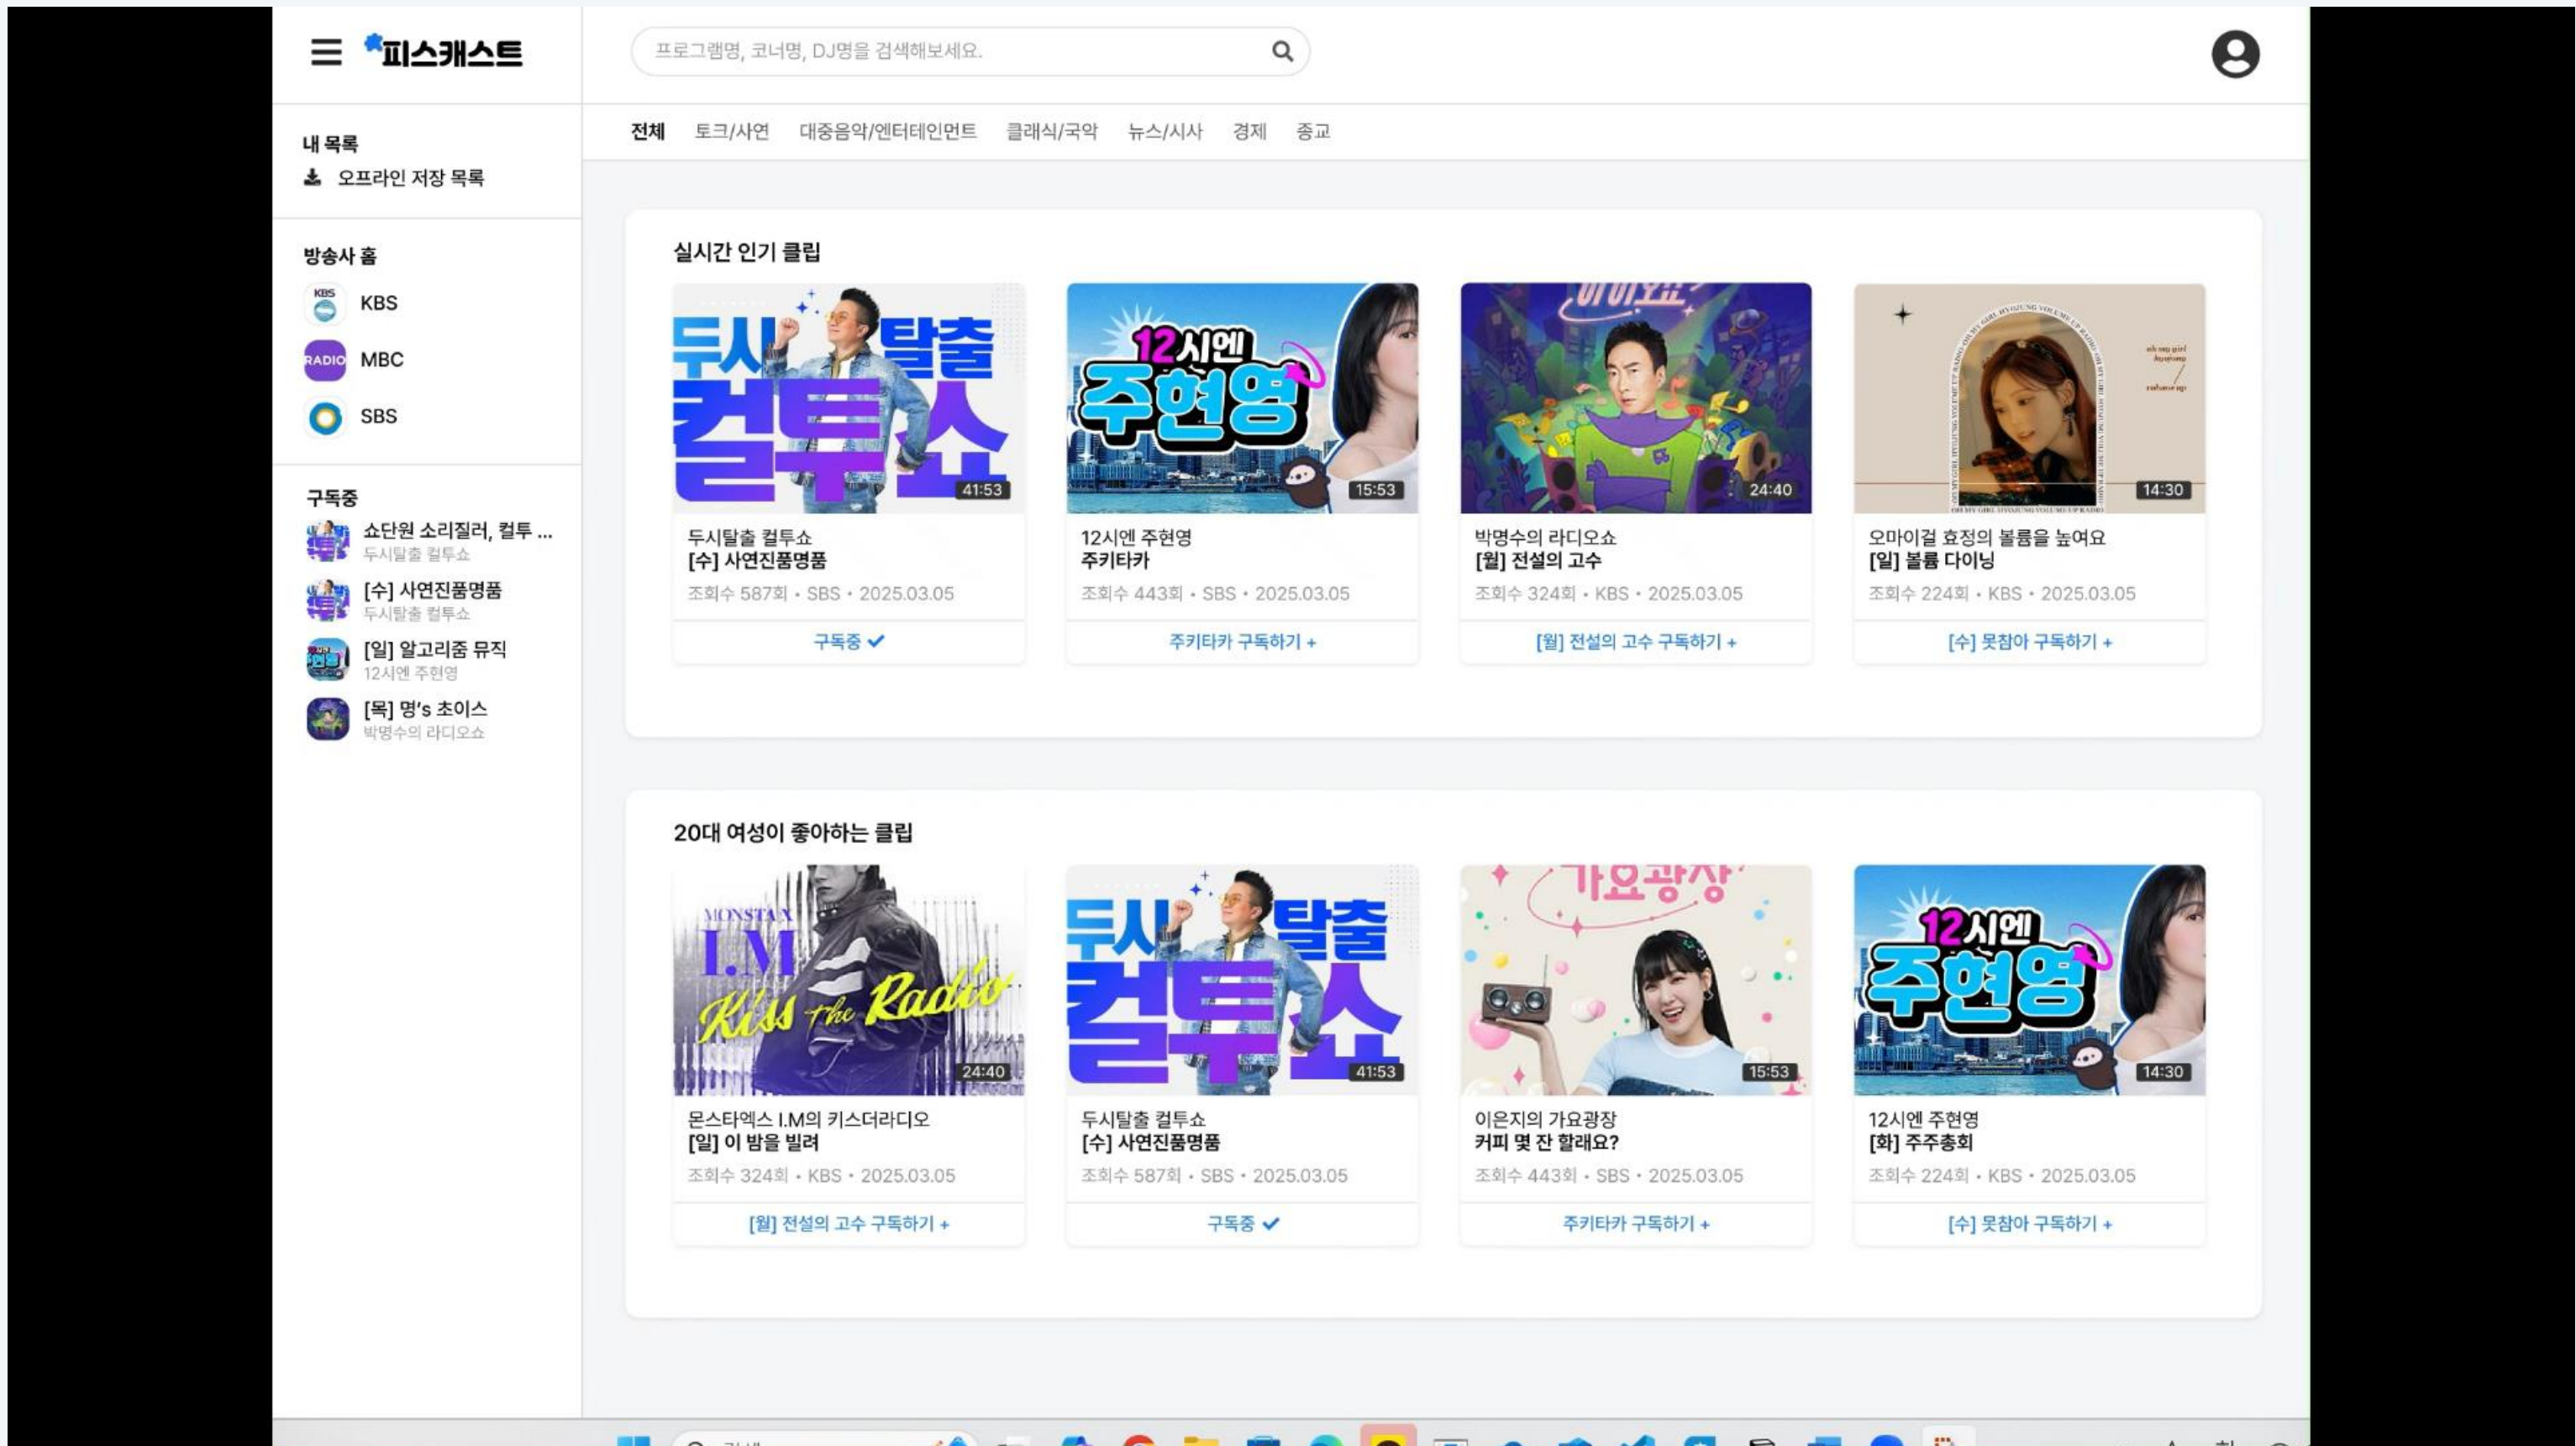 피스캐스트
프로그램명, 코너명, DJ명을 검색해보세요.
전체 토크/사연 대중음악/엔터테인먼트 클래식/국악 뉴스/시사 경제 종교
내 목록
오프라인 저장 목록
방송사 홈
KBS KBS
RADIO MBC
SBS
구독중
쇼단원 소리질러, 컬투 ...
두시탈출 컬투쇼
[수] 사연진품명품
두시탈출 컬투쇼
[일] 알고리줌 뮤직
12시엔 주현영
[목] 명's 초이스
박명수의 라디오쇼
실시간 인기 클립
두시 탈출
컬투쇼
41:53
두시탈출 컬투쇼
[수] 사연진품명품
조회수 587회 • SBS • 2025.03.05
구독중
12시엔
주현영
15:53
12시엔 주현영
주키타카
조회수 443회 • SBS • 2025.03.05
주키타카 구독하기 +
24:40
박명수의 라디오쇼
[월] 전설의 고수
조회수 324회 • KBS • 2025.03.05
[월] 전설의 고수 구독하기 +
oh my girl
hyojung
volume up
14:30
오마이걸 효정의 볼륨을 높여요
[일] 볼륨 다이닝
조회수 224회 • KBS • 2025.03.05
[수] 못참아 구독하기 +
20대 여성이 좋아하는 클립
MONSTA X
I.M
Kiss the Radio
24:40
몬스타엑스 I.M의 키스더라디오
[일] 이 밤을 빌려
조회수 324회 • KBS • 2025.03.05
[월] 전설의 고수 구독하기 +
두시 탈출
컬투쇼
41:53
두시탈출 컬투쇼
[수] 사연진품명품
조회수 587회 • SBS • 2025.03.05
구독중
가요광장
15:53
이은지의 가요광장
커피 몇 잔 할래요?
조회수 443회 • SBS • 2025.03.05
주키타카 구독하기 +
12시엔
주현영
14:30
12시엔 주현영
[화] 주주총회
조회수 224회 • KBS • 2025.03.05
[수] 못참아 구독하기 +